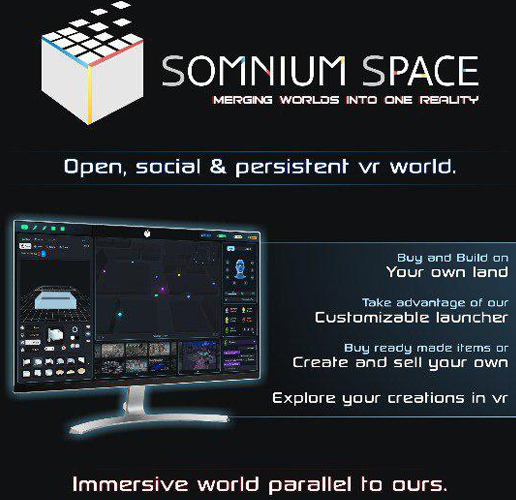 SOMNIUM SPACE
MERGING WORLDS INTO ONE REALITY
Open, social & persistent vr world.
Buy and Build on
Your own land
Take advantage of our
Customizable launcher
Buy ready made items or
Create and sell your own
Explore your creations in vr
Immersive world parallel to ours.